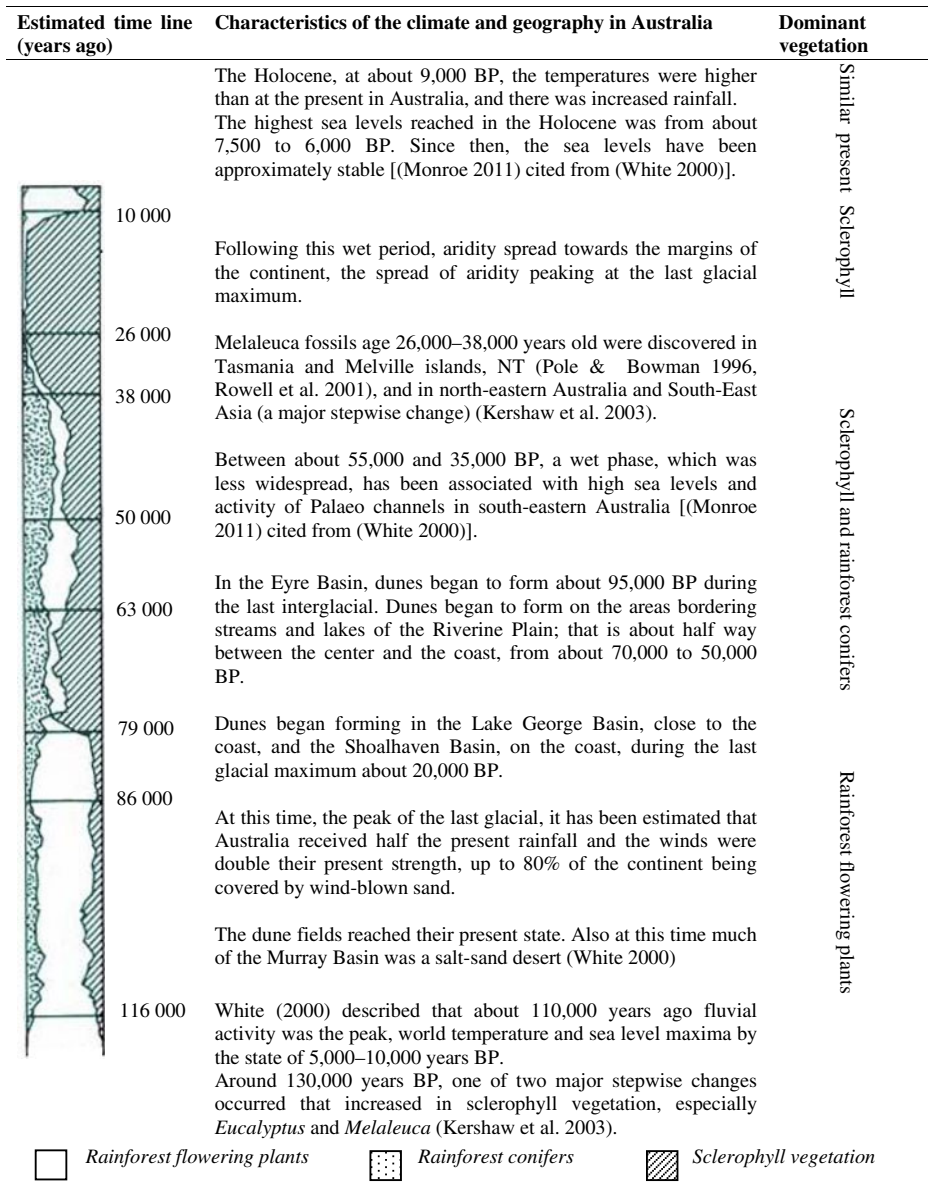 Estimated time line (years ago)
Characteristics of the climate and geography in Australia
Dominant vegetation
The Holocene, at about 9,000 BP, the temperatures were higher
than at the present in Australia, and there was increased rainfall.
The highest sea levels reached in the Holocene was from about
7,500 to 6,000 BP. Since then, the sea levels have been
approximately stable [(Monroe 2011) cited from (White 2000)].
Similar present
10 000
Following this wet period, aridity spread towards the margins of
the continent, the spread of aridity peaking at the last glacial
maximum.
Sclerophyll
26 000
Melaleuca fossils age 26,000–38,000 years old were discovered in
Tasmania and Melville islands, NT (Pole & Bowman 1996,
Rowell et al. 2001), and in north-eastern Australia and South-East
Asia (a major stepwise change) (Kershaw et al. 2003).
38 000
Between about 55,000 and 35,000 BP, a wet phase, which was
less widespread, has been associated with high sea levels and
activity of Palaeo channels in south-eastern Australia [(Monroe
2011) cited from (White 2000)].
50 000
Sclerophyll and rainforest conifers
In the Eyre Basin, dunes began to form about 95,000 BP during
the last interglacial. Dunes began to form on the areas bordering
streams and lakes of the Riverine Plain; that is about half way
between the center and the coast, from about 70,000 to 50,000
BP.
63 000
Dunes began forming in the Lake George Basin, close to the
coast, and the Shoalhaven Basin, on the coast, during the last
glacial maximum about 20,000 BP.
79 000
86 000
At this time, the peak of the last glacial, it has been estimated that
Australia received half the present rainfall and the winds were
double their present strength, up to 80% of the continent being
covered by wind-blown sand.
Rainforest flowering plants
The dune fields reached their present state. Also at this time much
of the Murray Basin was a salt-sand desert (White 2000)
116 000
White (2000) described that about 110,000 years ago fluvial
activity was the peak, world temperature and sea level maxima by
the state of 5,000–10,000 years BP.
Around 130,000 years BP, one of two major stepwise changes
occurred that increased in sclerophyll vegetation, especially
Eucalyptus and Melaleuca (Kershaw et al. 2003).
Rainforest flowering plants
Rainforest conifers
Sclerophyll vegetation